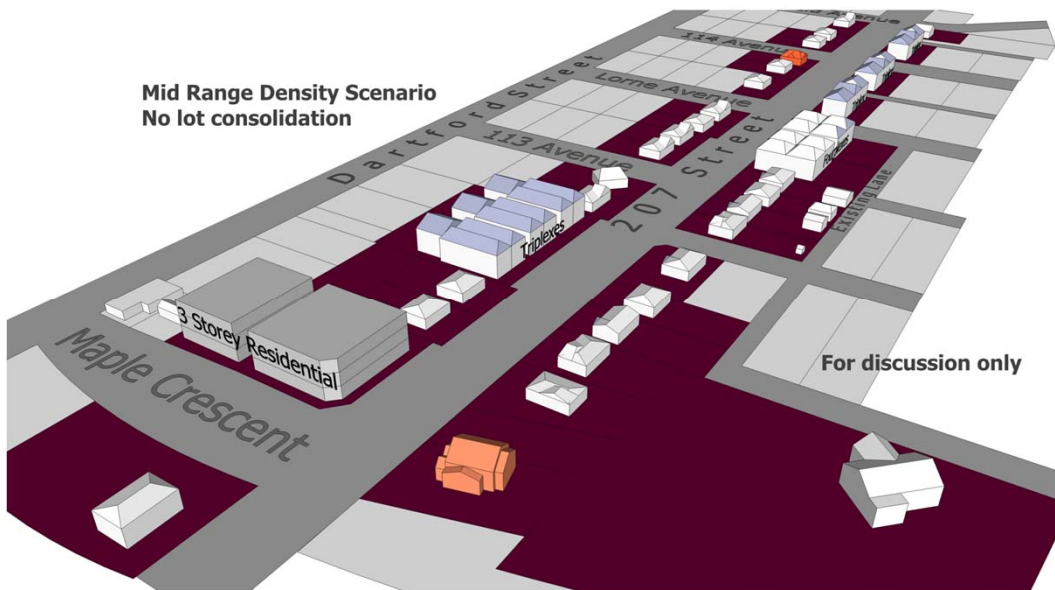 Avenue
114 Avenue
Mid Range Density Scenario
No lot consolidation
Dartford Street
Lorne Avenue
113 Avenue
207 Street
Existing Lane
Triplexes
3 Storey Residential
Maple Crescent
For discussion only